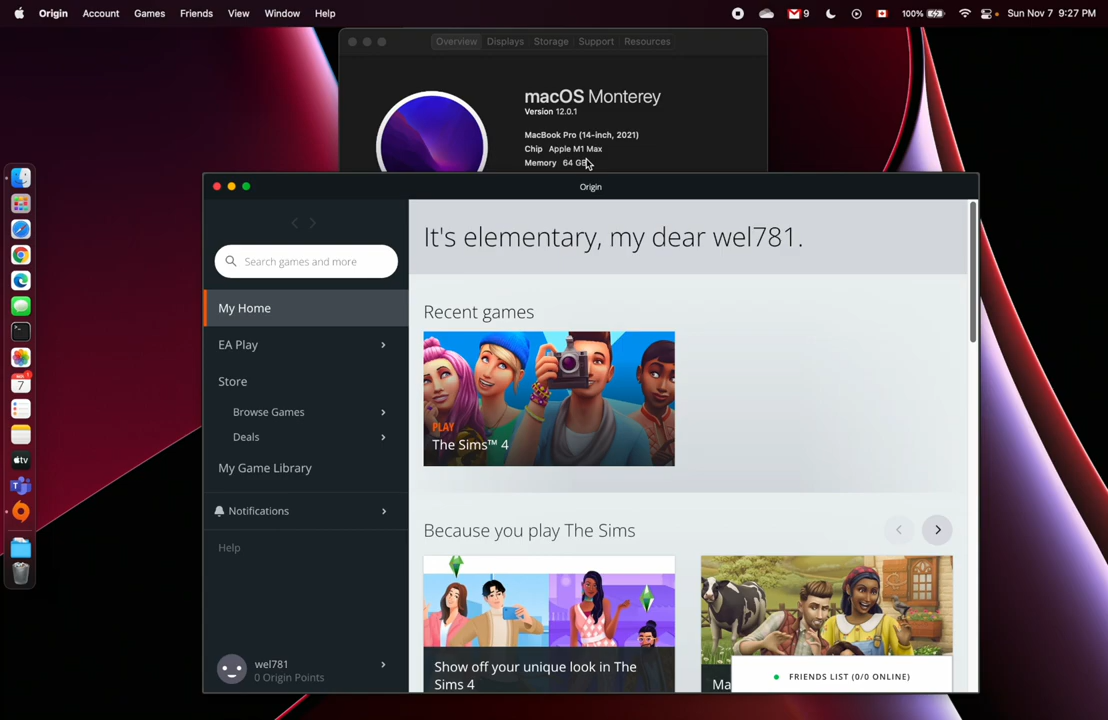 Origin Account Games Friends View Window Help 9 100% Sun Nov 7 9:27 PM
Overview Displays Storage Support Resources
macOS Monterey
Version 12.0.1
MacBook Pro (14-inch, 2021)
Chip Apple M1 Max
Memory 64 GB
Origin
Search games and more
My Home
EA Play
Store
Browse Games
Deals
My Game Library
Notifications
Help
wel781
0 Origin Points
It's elementary, my dear wel781.
Recent games
PLAY
The Sims™ 4
Because you play The Sims
Show off your unique look in The
Sims 4
Ma
FRIENDS LIST (0/0 ONLINE)
7
tv